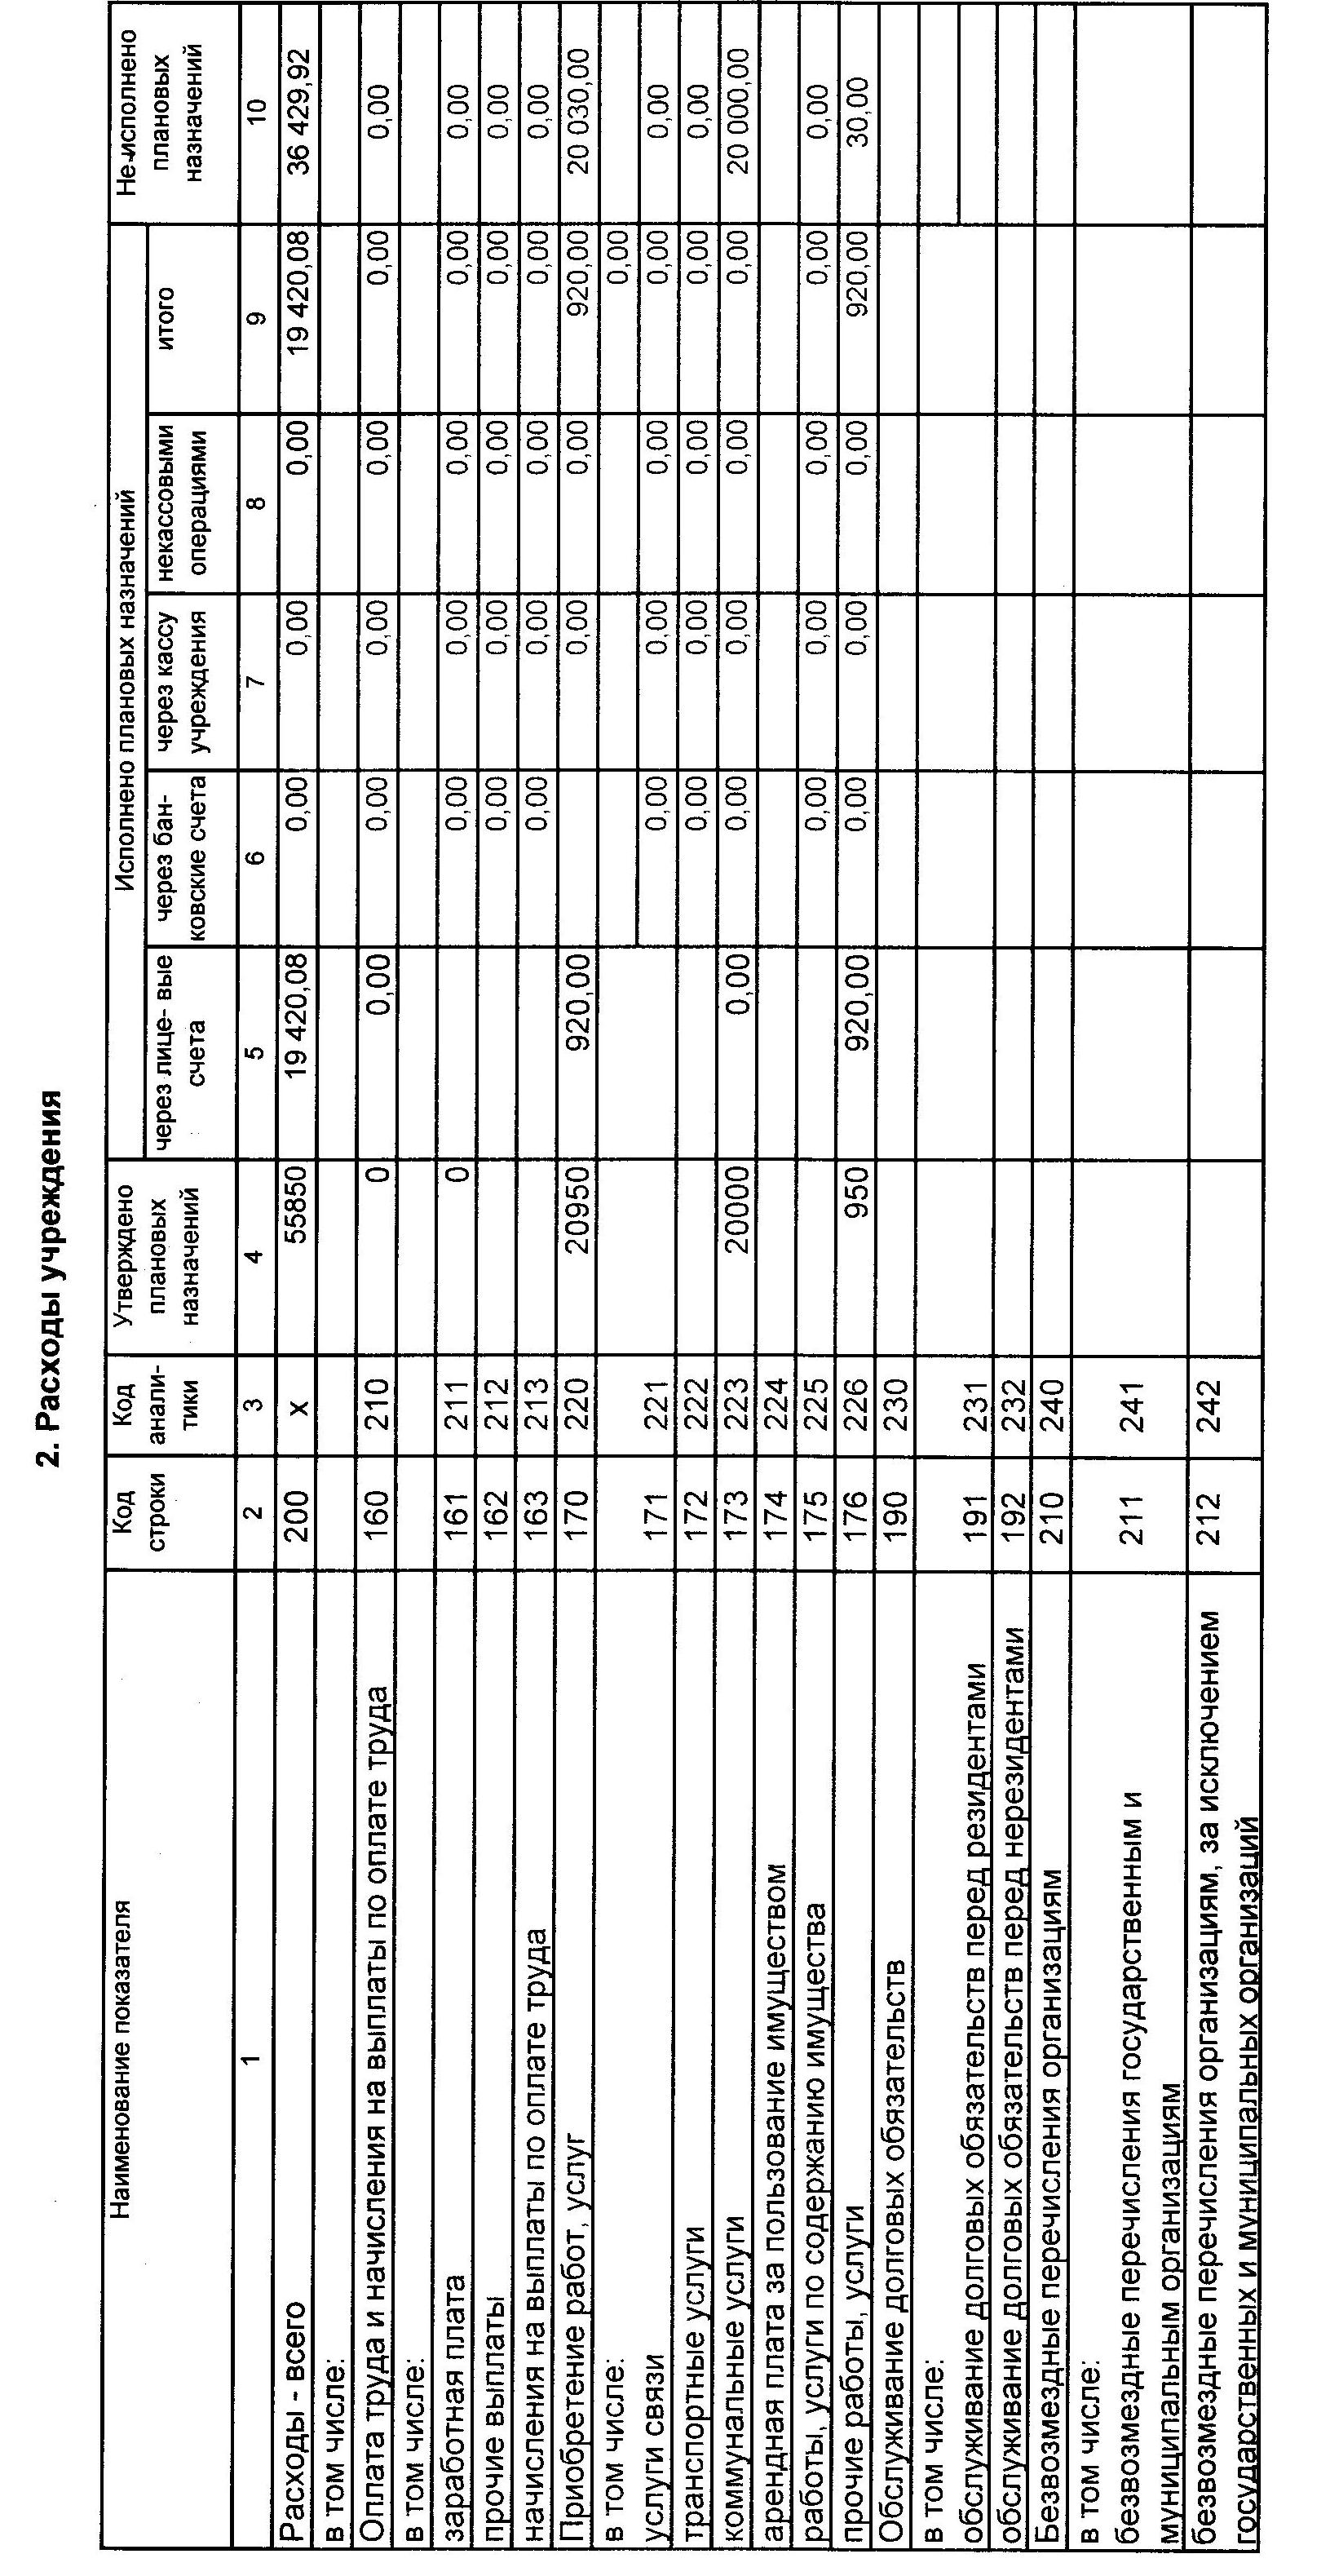 2. Расходы учреждения
Наименование показателя Код строки Код анали- тики Утверждено плановых назначений Исполнено плановых назначений Не-исполнено плановых назначений
через лице- вые счета через бан- ковские счета через кассу учреждения некассовыми операциями итого
1 2 3 4 5 6 7 8 9 10
Расходы - всего 200 х 55850 19 420,08 0,00 0,00 0,00 19 420,08 36 429,92
в том числе:
Оплата труда и начисления на выплаты по оплате труда 160 210 0 0,00 0,00 0,00 0,00 0,00 0,00
в том числе:
заработная плата 161 211 0 0,00 0,00 0,00 0,00 0,00
прочие выплаты 162 212 0,00 0,00 0,00 0,00 0,00
начисления на выплаты по оплате труда 163 213 0,00 0,00 0,00 0,00 0,00
Приобретение работ, услуг 170 220 20950 920,00 0,00 0,00 920,00 20 030,00
в том числе: 0,00
услуги связи 171 221 0,00 0,00 0,00 0,00 0,00
транспортные услуги 172 222 0,00 0,00 0,00 0,00 0,00
коммунальные услуги 173 223 20000 0,00 0,00 0,00 0,00 0,00 20 000,00
арендная плата за пользование имуществом 174 224
работы, услуги по содержанию имущества 175 225 0,00 0,00 0,00 0,00 0,00
прочие работы, услуги 176 226 950 920,00 0,00 0,00 0,00 920,00 30,00
Обслуживание долговых обязательств 190 230
в том числе:
обслуживание долговых обязательств перед резидентами 191 231
обслуживание долговых обязательств перед нерезидентами 192 232
Безвозмездные перечисления организациям 210 240
в том числе:
безвозмездные перечисления государственным и
муниципальным организациям 211 241
безвозмездные перечисления организациям, за исключением
государственных и муниципальных организаций 212 242